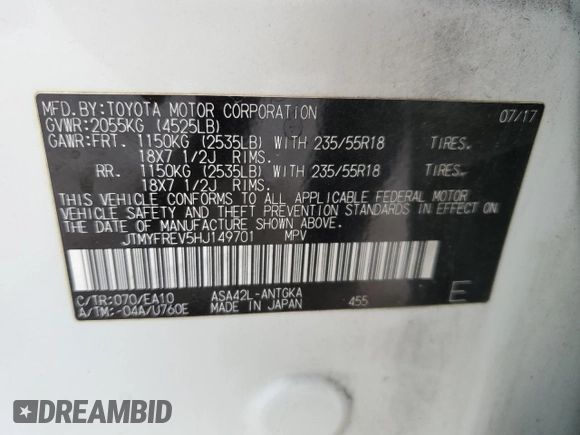 MFD.BY:TOYOTA MOTOR CORPORATION 07/17
GVWR:2055KG (4525LB)
GAWR:FRT. 1150KG (2535LB) WITH 235/55R18 TIRES.
18X7 1/2J RIMS.
RR. 1150KG (2535LB) WITH 235/55R18 TIRES.
18X7 1/2J RIMS.
THIS VEHICLE CONFORMS TO ALL APPLICABLE FEDERAL MOTOR
VEHICLE SAFETY AND THEFT PREVENTION STANDARDS IN EFFECT ON
THE DATE OF MANUFACTURE SHOWN ABOVE.
JTMYFREV5HJ149701 MPV
C/TR:070/EA10 ASA42L-ANTGKA 455 E
A/TM:-04A/U760E MADE IN JAPAN
DREAMBID